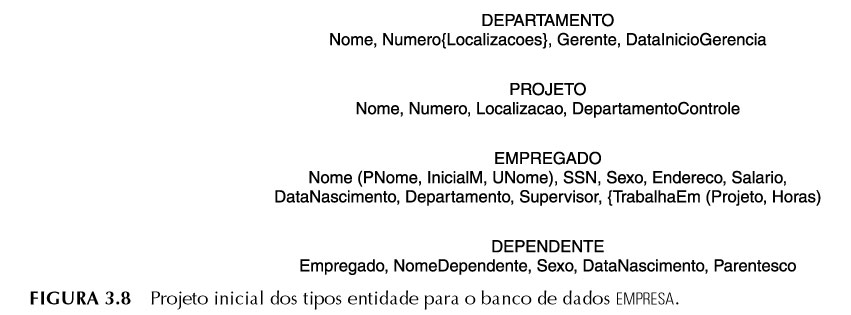 DEPARTAMENTO
Nome, Numero{Localizacoes}, Gerente, DataInicioGerencia
PROJETO
Nome, Numero, Localizacao, DepartamentoControle
EMPREGADO
Nome (PNome, InicialM, UNome), SSN, Sexo, Endereco, Salario,
DataNascimento, Departamento, Supervisor, {TrabalhaEm (Projeto, Horas)
DEPENDENTE
Empregado, NomeDependente, Sexo, DataNascimento, Parentesco
FIGURA 3.8 Projeto inicial dos tipos entidade para o banco de dados EMPRESA.